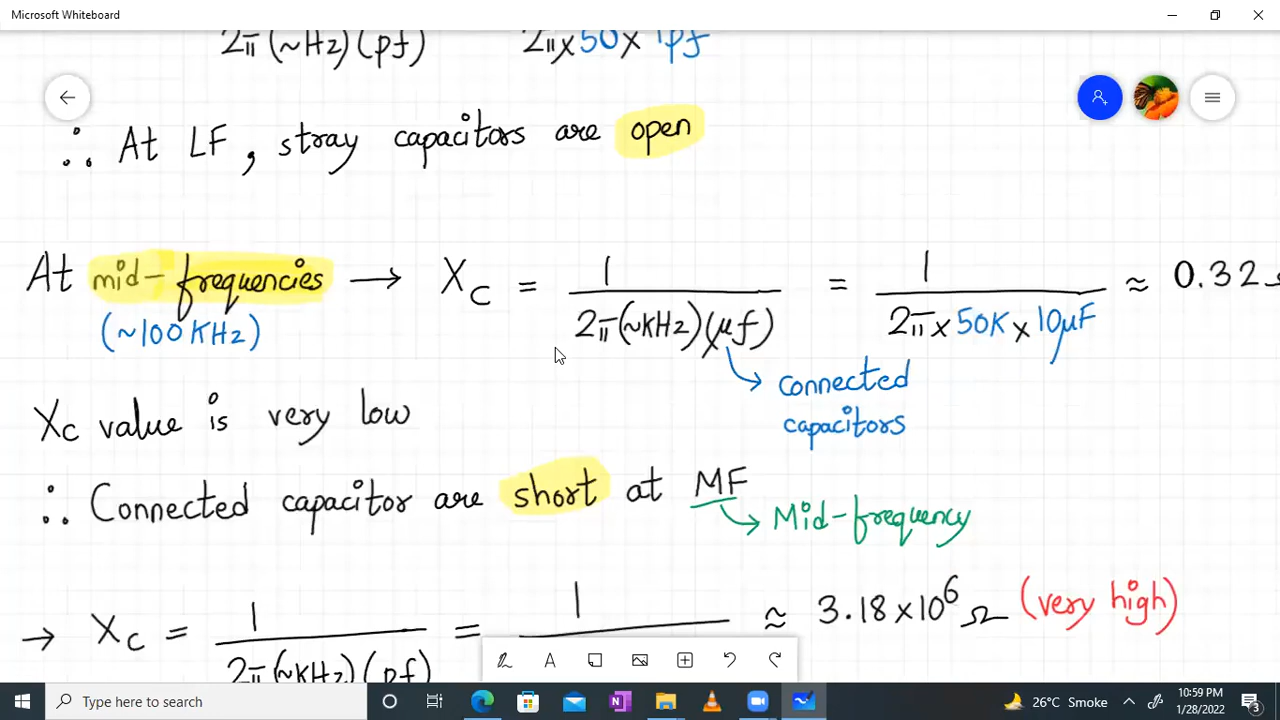 Microsoft Whiteboard
2π(~Hz)(pf) 2π×50× 1pf
∴ At LF, stray capacitors are open
At mid-frequencies → Xc = 1 / 2π(~KHz)(μf) = 1 / 2π×50K×10μF ≈ 0.32
(~100KHz)
connected
capacitors
Xc value is very low
∴ Connected capacitor are short at MF
→ Mid-frequency
→ Xc = 1 / 2π(~KHz)(pf) = 1 ≈ 3.18×10⁶ Ω (very high)
Type here to search
26°C Smoke
10:59 PM
1/28/2022
3